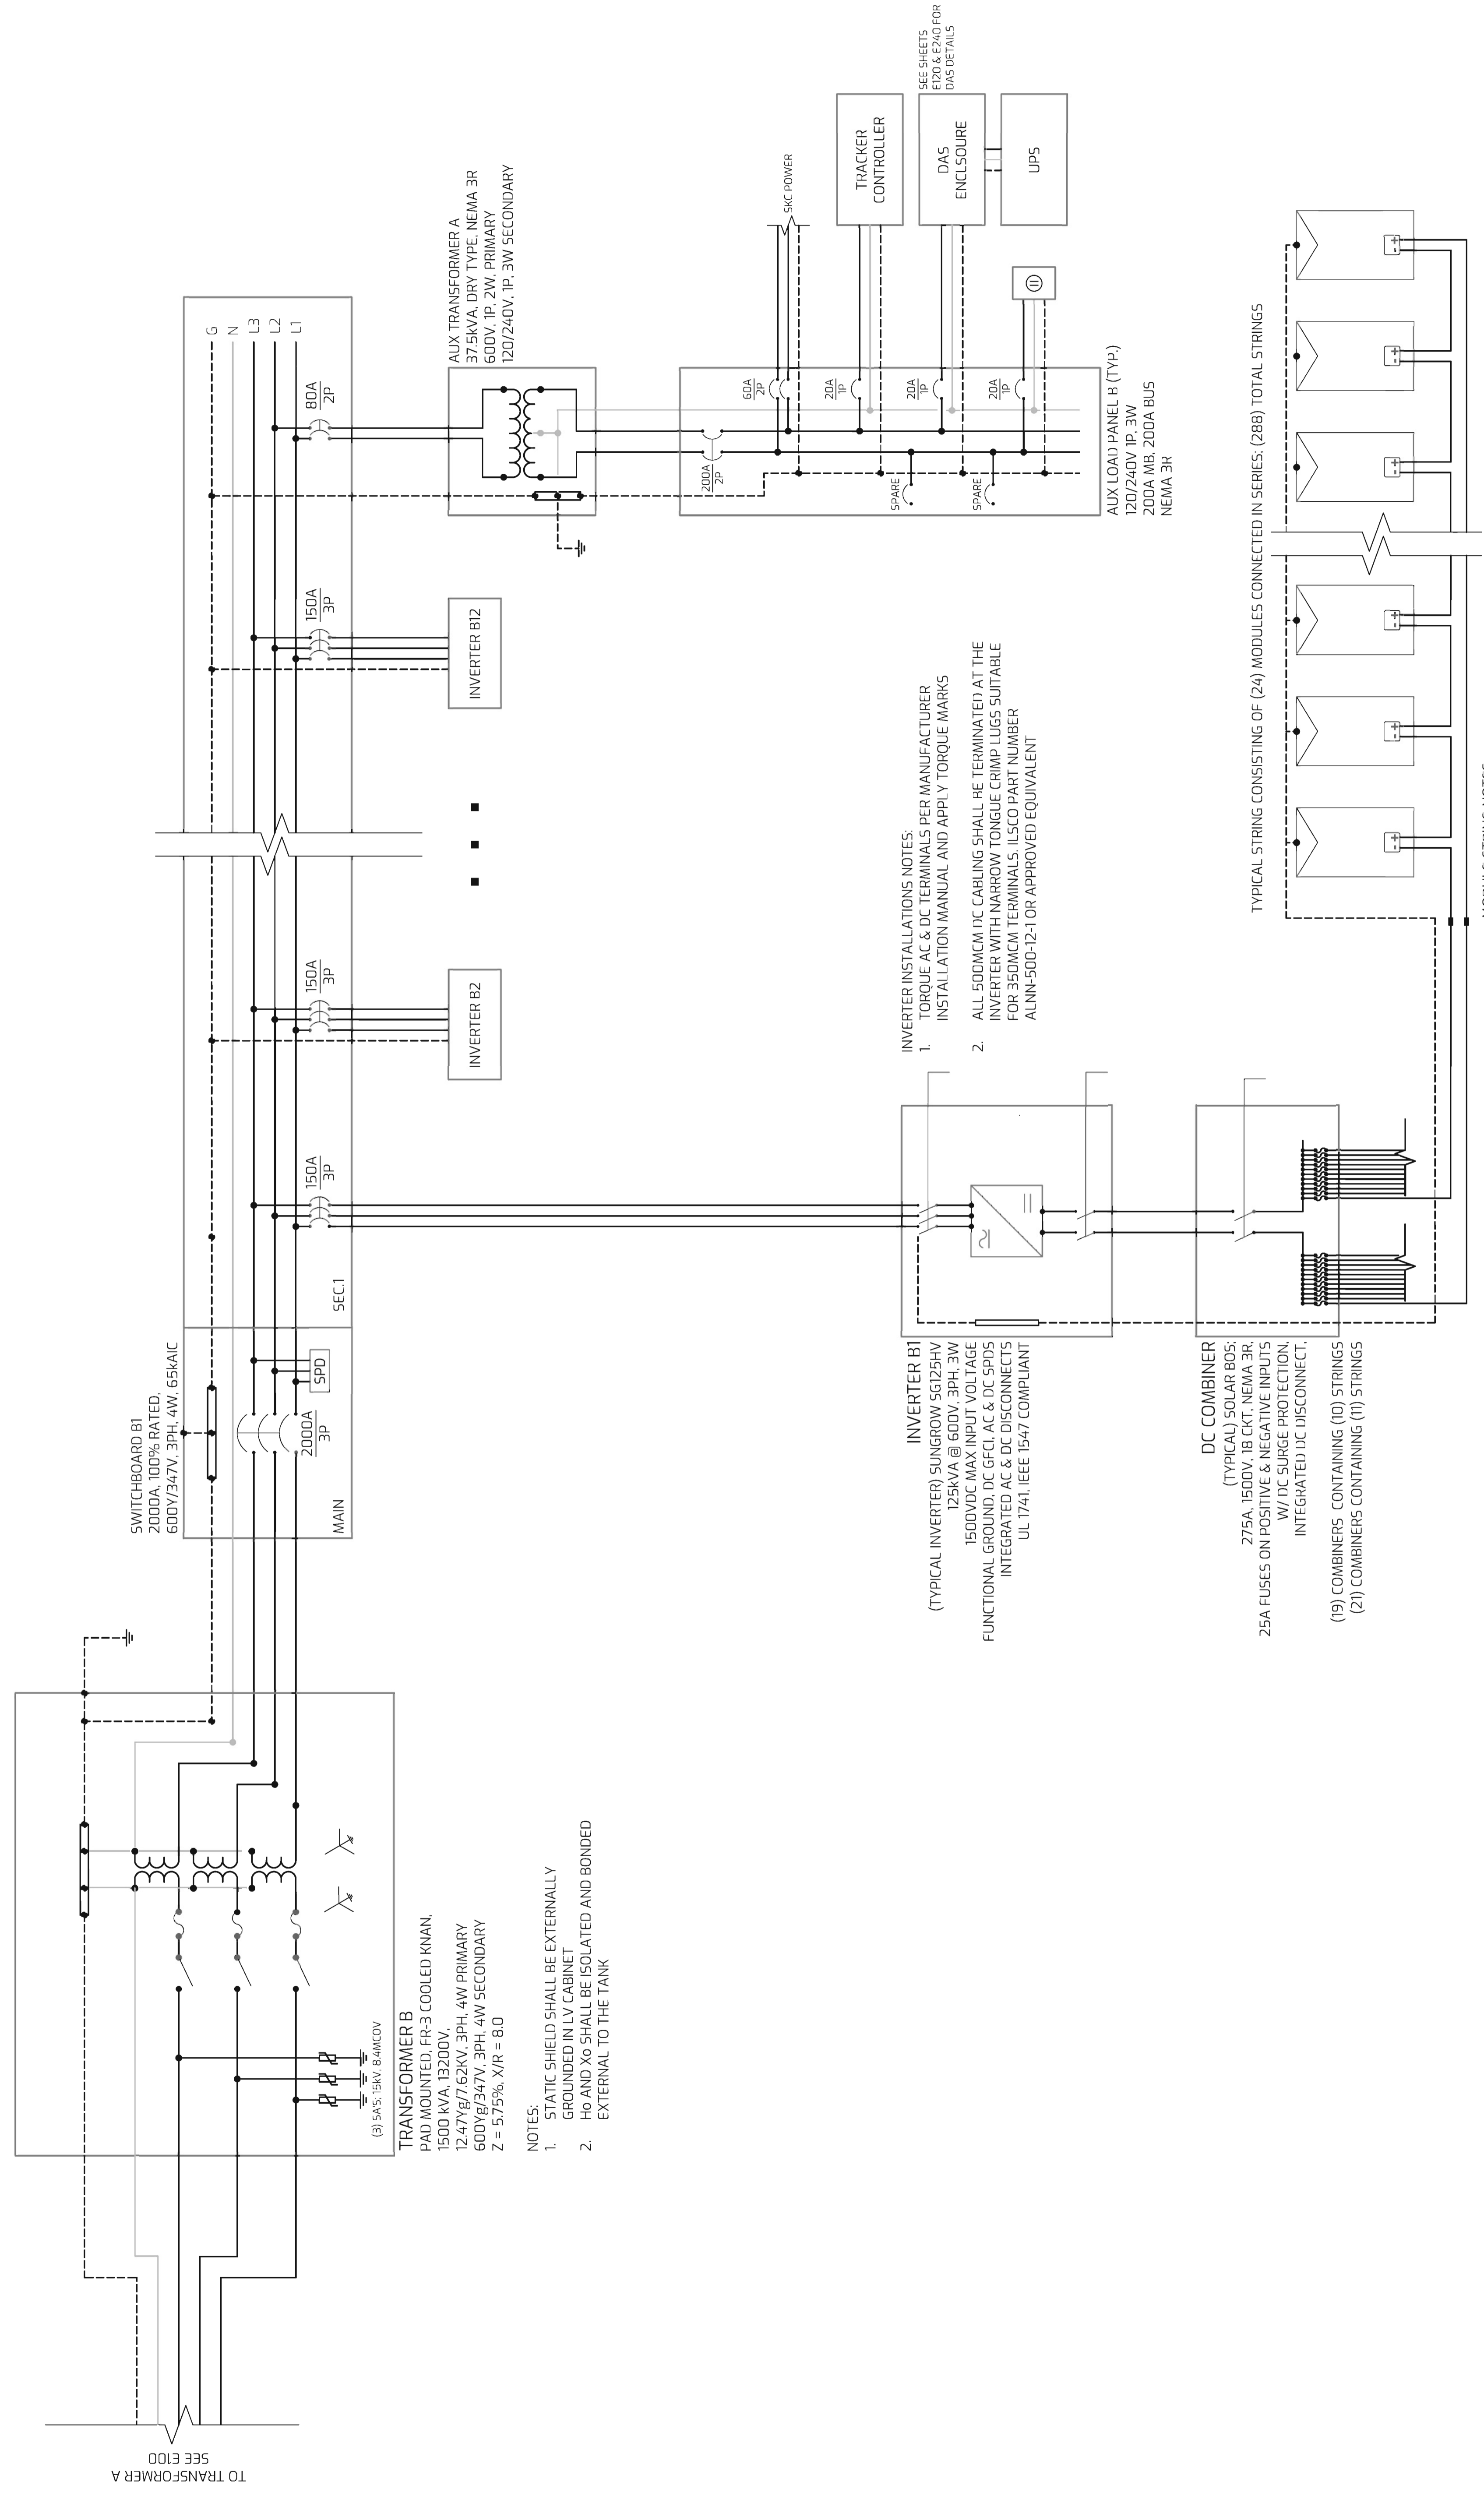 TO TRANSFORMER A
SEE E100
(3) SA'S: 15kV, 8.4MCOV
TRANSFORMER B
PAD MOUNTED, FR-3 COOLED KNAN,
1500 kVA, 13200V,
12.47Yg/7.62KV, 3PH, 4W PRIMARY
600Yg/347V, 3PH, 4W SECONDARY
Z = 5.75%, X/R = 8.0
NOTES:
1. STATIC SHIELD SHALL BE EXTERNALLY
GROUNDED IN LV CABINET
2. Ho AND Xo SHALL BE ISOLATED AND BONDED
EXTERNAL TO THE TANK
SWITCHBOARD B1
2000A, 100% RATED,
600Y/347V, 3PH, 4W, 65kAIC
MAIN
2000A
3P
SPD
SEC.1
150A
3P
150A
3P
150A
3P
80A
2P
G
N
L3
L2
L1
INVERTER B2
INVERTER B12
AUX TRANSFORMER A
37.5kVA, DRY TYPE, NEMA 3R
600V, 1P, 2W, PRIMARY
120/240V, 1P, 3W SECONDARY
200A
2P
60A
2P
20A
1P
20A
1P
20A
1P
SPARE
SPARE
AUX LOAD PANEL B (TYP.)
120/240V 1P, 3W
200A MB, 200A BUS
NEMA 3R
SKC POWER
TRACKER
CONTROLLER
DAS
ENCLSOURE
UPS
SEE SHEETS
E120 & E240 FOR
DAS DETAILS
INVERTER B1
(TYPICAL INVERTER) SUNGROW SG125HV
125kVA @ 600V, 3PH, 3W
1500VDC MAX INPUT VOLTAGE
FUNCTIONAL GROUND, DC GFCI, AC & DC SPDS
INTEGRATED AC & DC DISCONNECTS
UL 1741, IEEE 1547 COMPLIANT
INVERTER INSTALLATIONS NOTES:
1. TORQUE AC & DC TERMINALS PER MANUFACTURER
INSTALLATION MANUAL AND APPLY TORQUE MARKS
2. ALL 500MCM DC CABLING SHALL BE TERMINATED AT THE
INVERTER WITH NARROW TONGUE CRIMP LUGS SUITABLE
FOR 350MCM TERMINALS. ILSCO PART NUMBER
ALNN-500-12-1 OR APPROVED EQUIVALENT
DC COMBINER
(TYPICAL) SOLAR BOS;
275A, 1500V, 18 CKT, NEMA 3R,
25A FUSES ON POSITIVE & NEGATIVE INPUTS
W/ DC SURGE PROTECTION,
INTEGRATED DC DISCONNECT,
(19) COMBINERS CONTAINING (10) STRINGS
(21) COMBINERS CONTAINING (11) STRINGS
TYPICAL STRING CONSISTING OF (24) MODULES CONNECTED IN SERIES; (288) TOTAL STRINGS
- +
- +
- +
- +
- +
- +